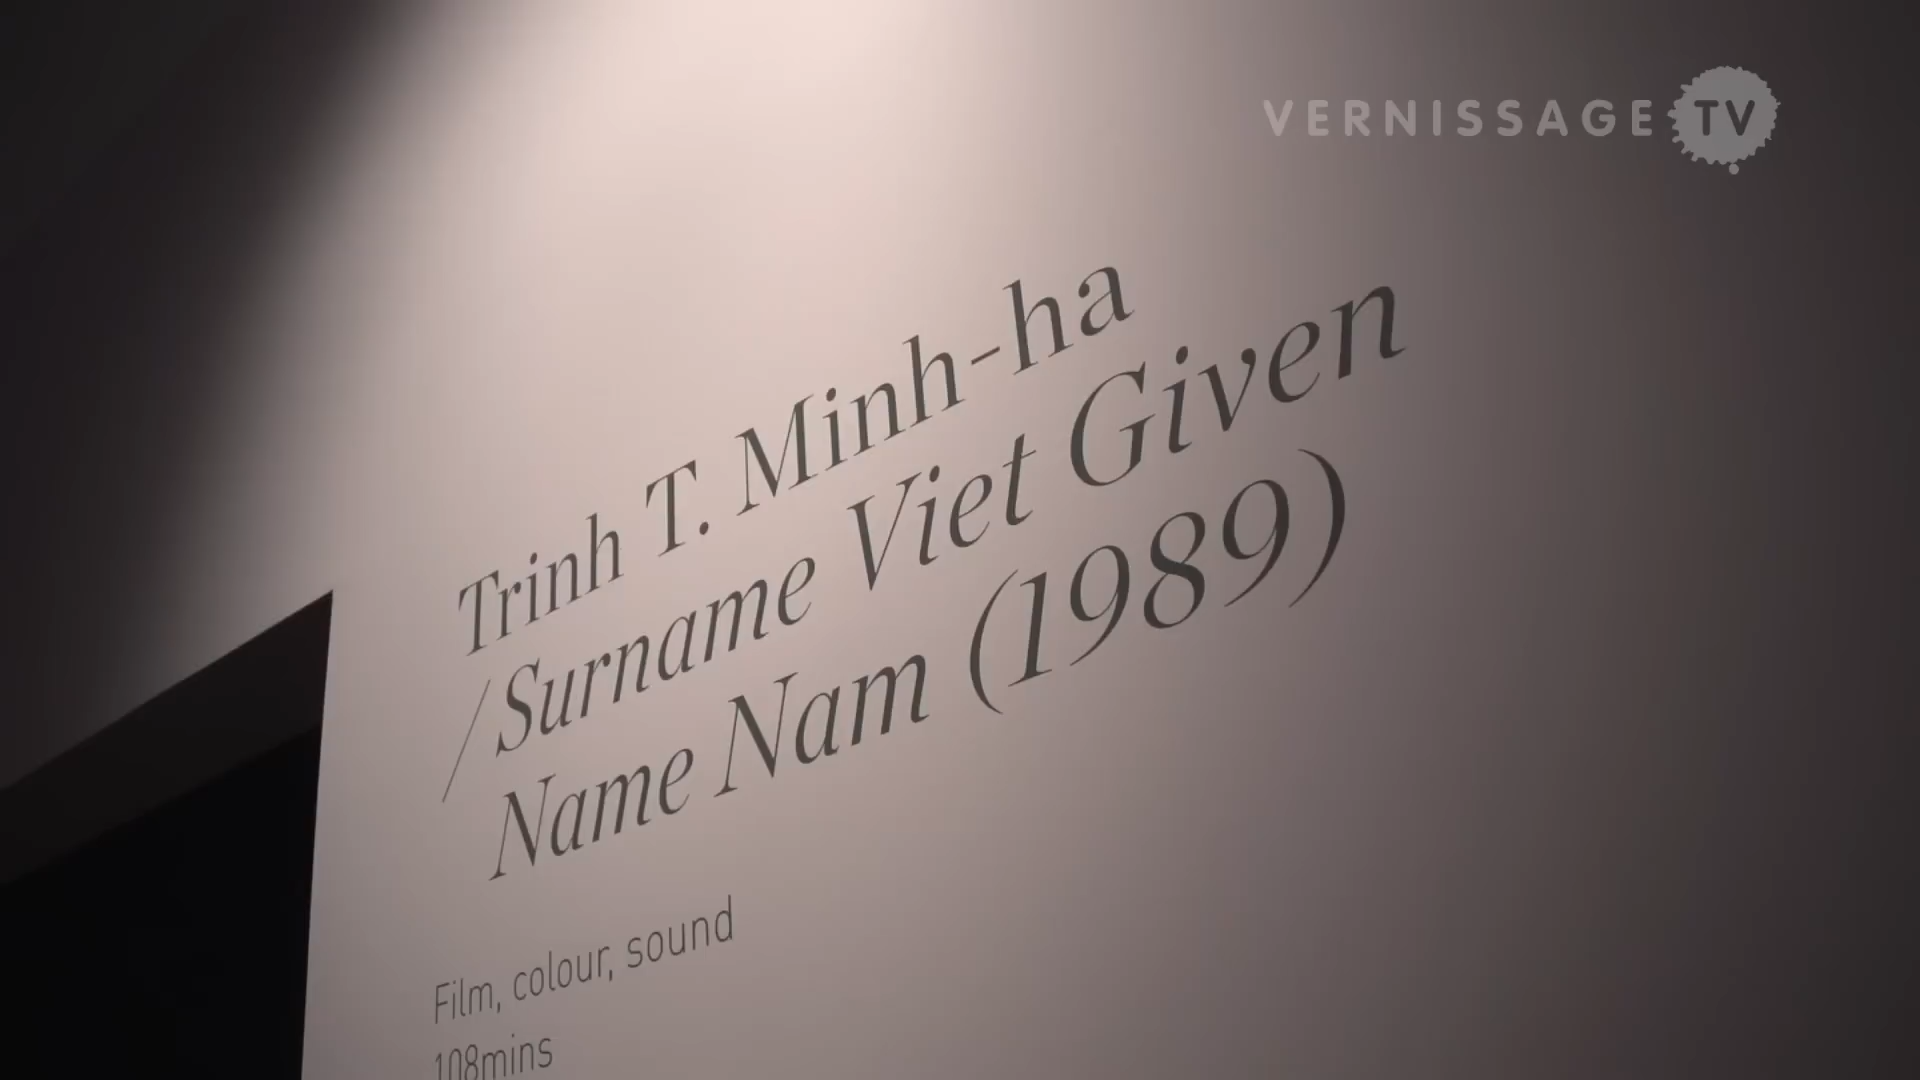 VERNISSAGE TV
Trinh T. Minh-ha
/Surname Viet Given
Name Nam (1989)
Film, colour, sound
108mins